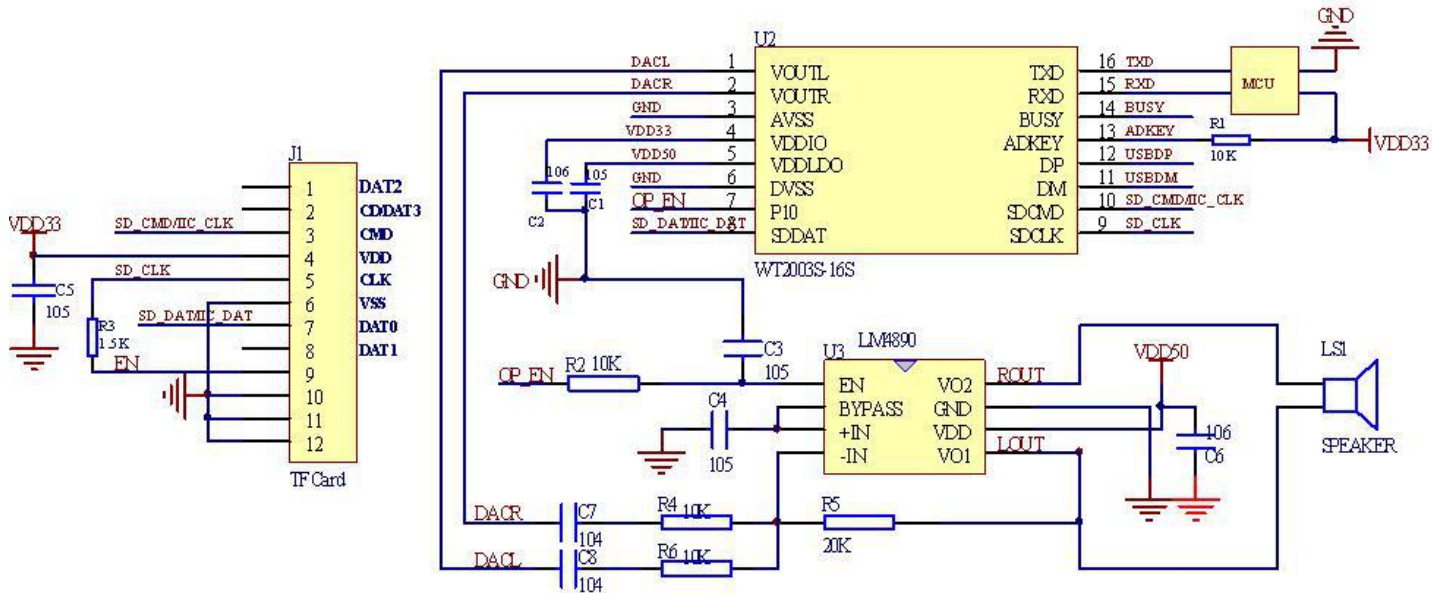 GND
U2
DACL 1 VOUTL TXD 16 TXD
DACR 2 VOUTR RXD 15 RXD
MCU
GND 3 AVSS BUSY 14 BUSY
VDD33 4 VDDIO ADKEY 13 ADKEY
R1
10K
VDD33
VDD50 5 VDDLDO DP 12 USBDP
GND 6 DVSS DM 11 USBDM
OP_EN 7 P10 SDCMD 10 SD_CMD/IIC_CLK
SD_DAT/IIC_DAT 8 SDDAT SDCLK 9 SD_CLK
WT2003S-16S
106
C2
105
C1
GND
J1
1 DAT2
2 CD/DAT3
SD_CMD/IIC_CLK 3 CMD
VDD33
4 VDD
SD_CLK 5 CLK
6 VSS
SD_DAT/IIC_DAT 7 DAT0
8 DAT1
EN 9
10
11
12
TF Card
C5
105
R3
1.5K
C3
105
LM4890
U3
OP_EN
R2 10K
EN VO2 ROUT
BYPASS GND
+IN VDD
-IN VO1 LOUT
C4
105
VDD50
106
C6
LS1
SPEAKER
DACR
C7
104
R4
10K
R5
20K
DACL
C8
104
R6
10K